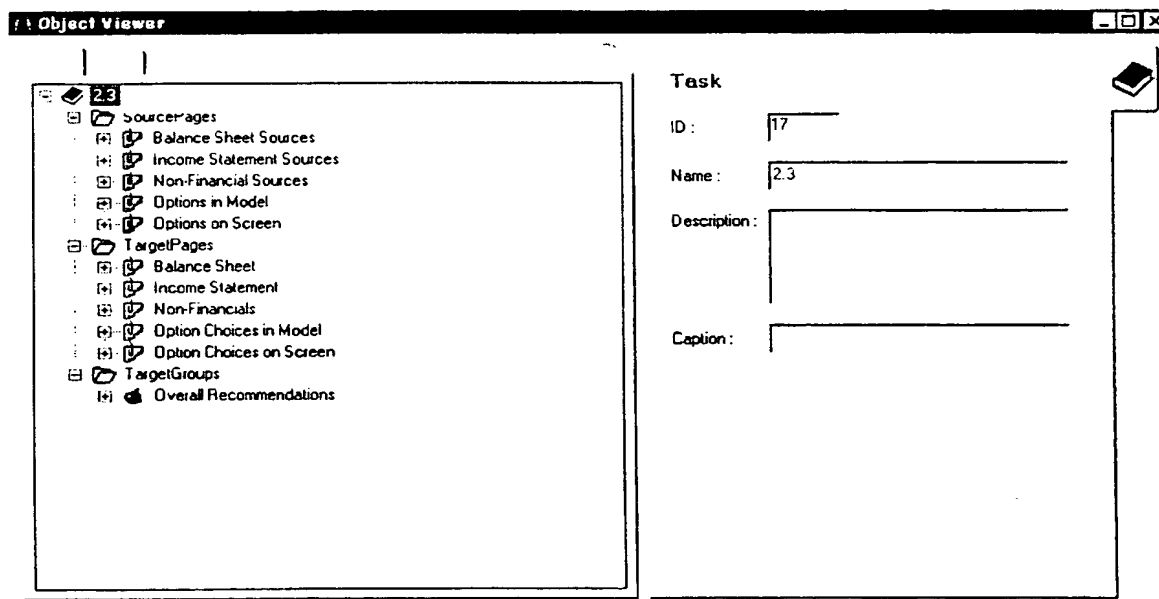 Object Viewer
2.3
SourcePages
Balance Sheet Sources
Income Statement Sources
Non-Financial Sources
Options in Model
Options on Screen
TargetPages
Balance Sheet
Income Statement
Non-Financials
Option Choices in Model
Option Choices on Screen
TargetGroups
Overall Recommendations
Task
ID : 17
Name : 2.3
Description :
Caption :